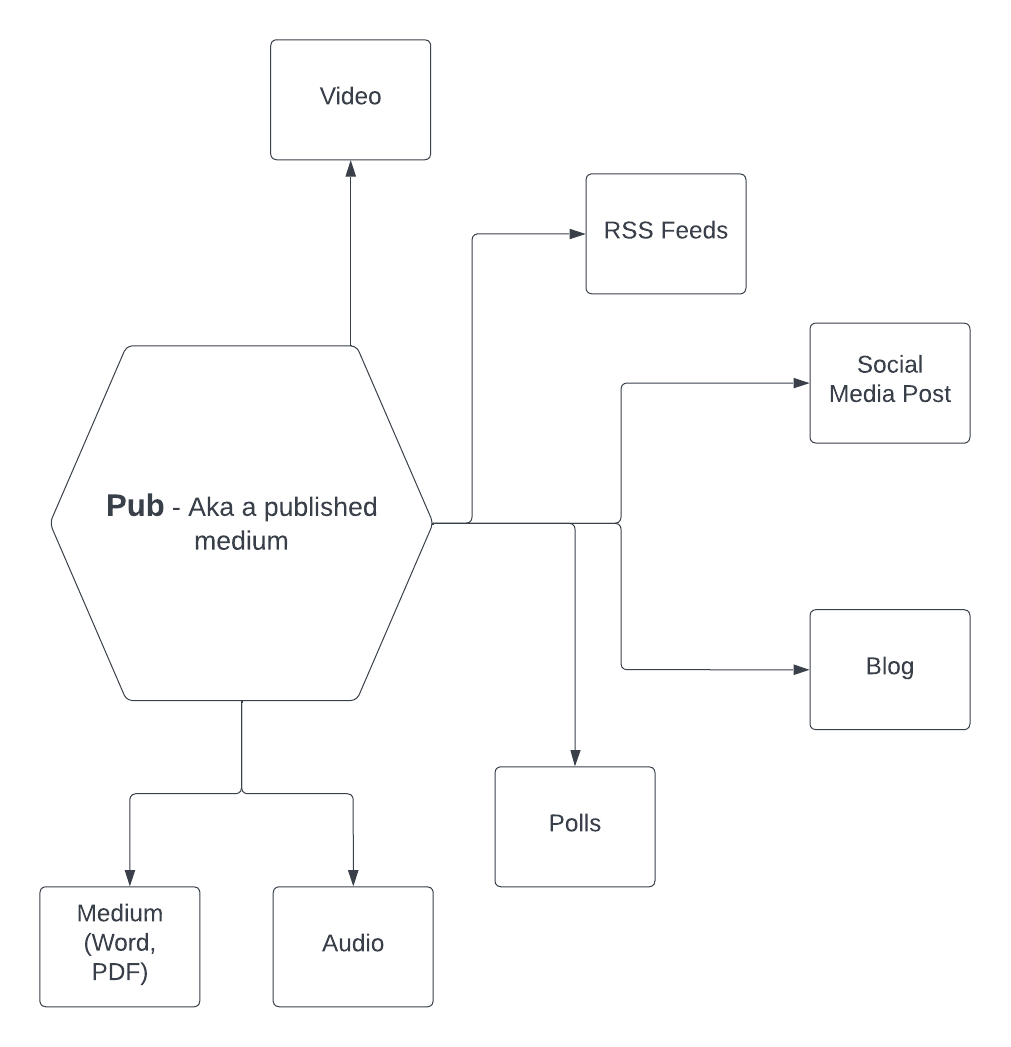 Video
RSS Feeds
Social
Media Post
Pub - Aka a published
medium
Blog
Polls
Medium
(Word,
PDF)
Audio